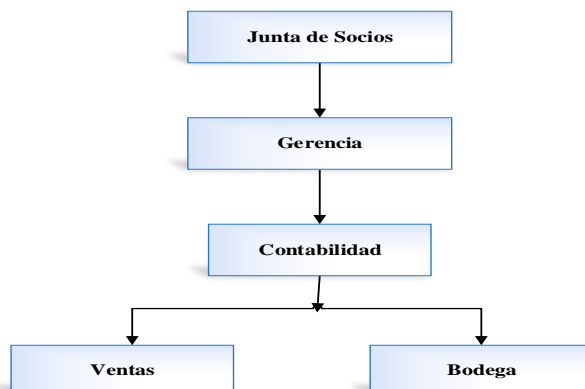 Junta de Socios
Gerencia
Contabilidad
Ventas
Bodega